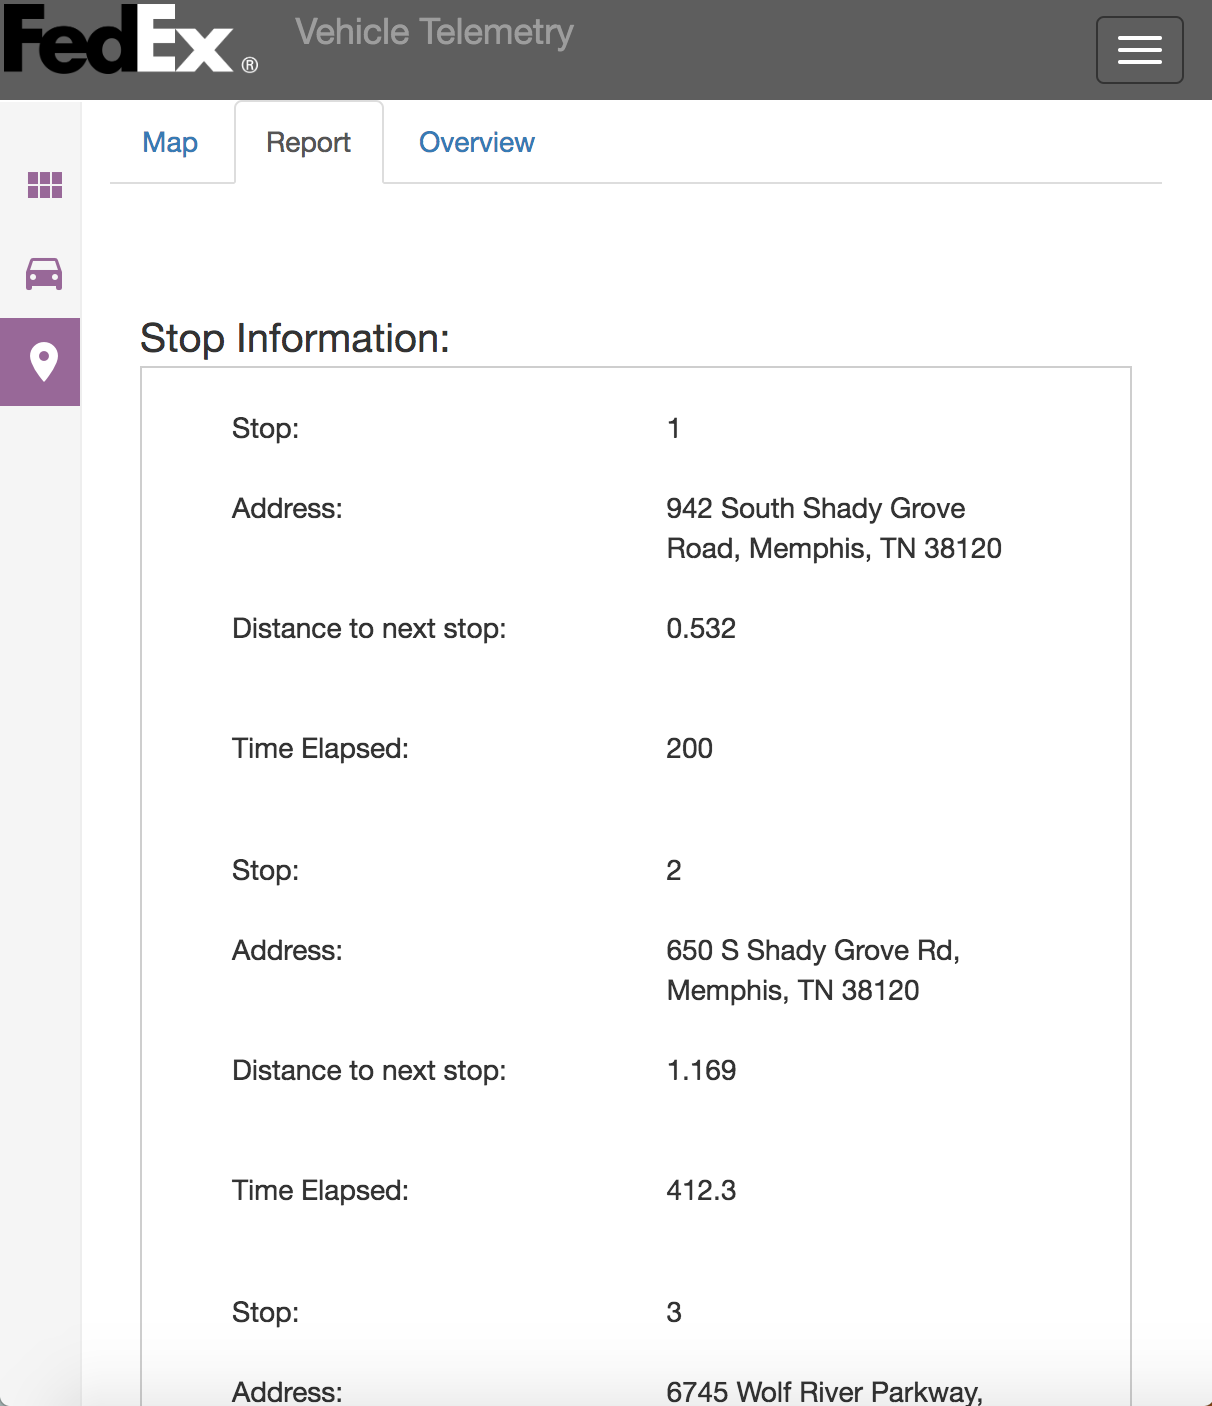 FedEx®
Vehicle Telemetry
Map
Report
Overview
Stop Information:
Stop: 1
Address: 942 South Shady Grove
Road, Memphis, TN 38120
Distance to next stop: 0.532
Time Elapsed: 200
Stop: 2
Address: 650 S Shady Grove Rd,
Memphis, TN 38120
Distance to next stop: 1.169
Time Elapsed: 412.3
Stop: 3
Address: 6745 Wolf River Parkway,